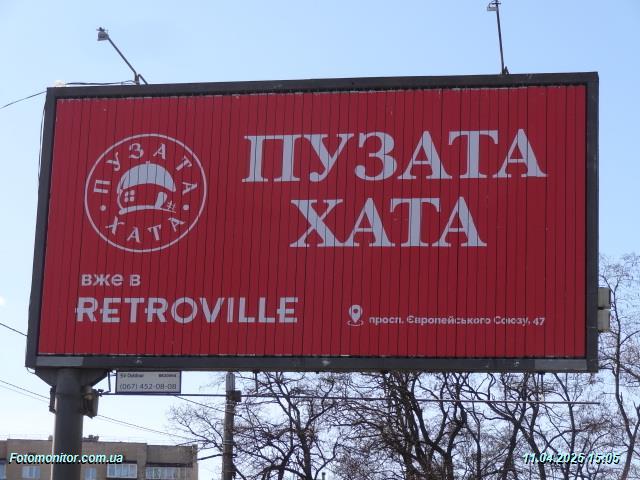 ПУЗАТА
ХАТА
ПУЗАТА
ХАТА
вже в
RETROVILLE
просп. Європейського Союзу, 47
(067) 452-08-08
Fotomonitor.com.ua
11.04.2025 15:05